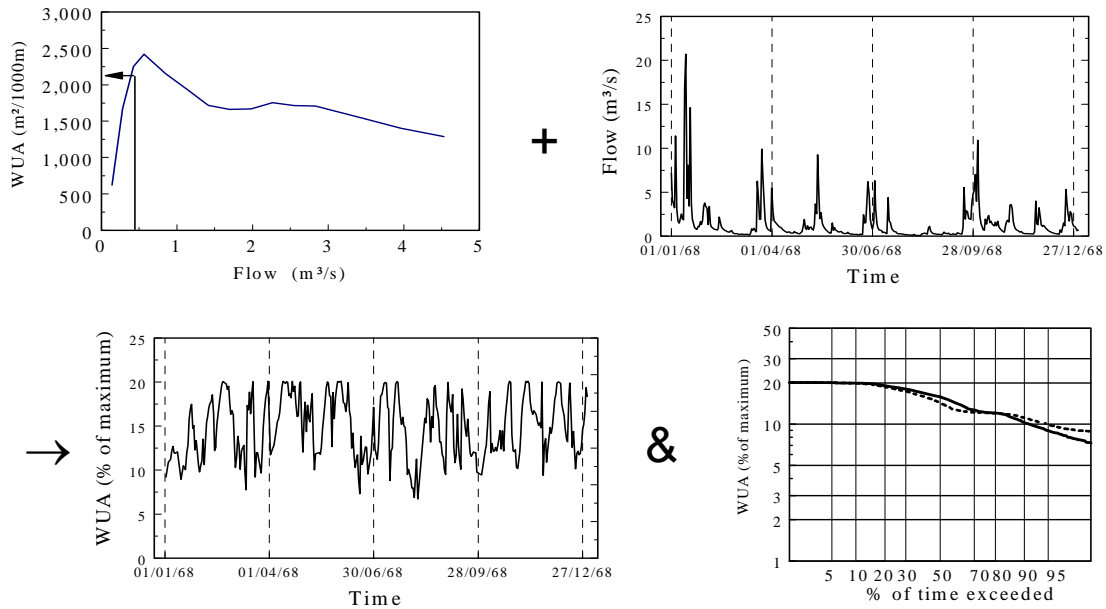 3,000
2,500
2,000
1,500
1,000
500
0
WUA (m²/1000m)
0 1 2 3 4 5
Flow (m³/s)
+
25
20
15
10
5
0
Flow (m³/s)
01/01/68 01/04/68 30/06/68 28/09/68 27/12/68
Time
→
25
20
15
10
5
0
WUA (% of maximum)
01/01/68 01/04/68 30/06/68 28/09/68 27/12/68
Time
&
50
30
20
10
5
3
2
1
WUA (%of maximum)
5 10 20 30 50 70 80 90 95
% of time exceeded